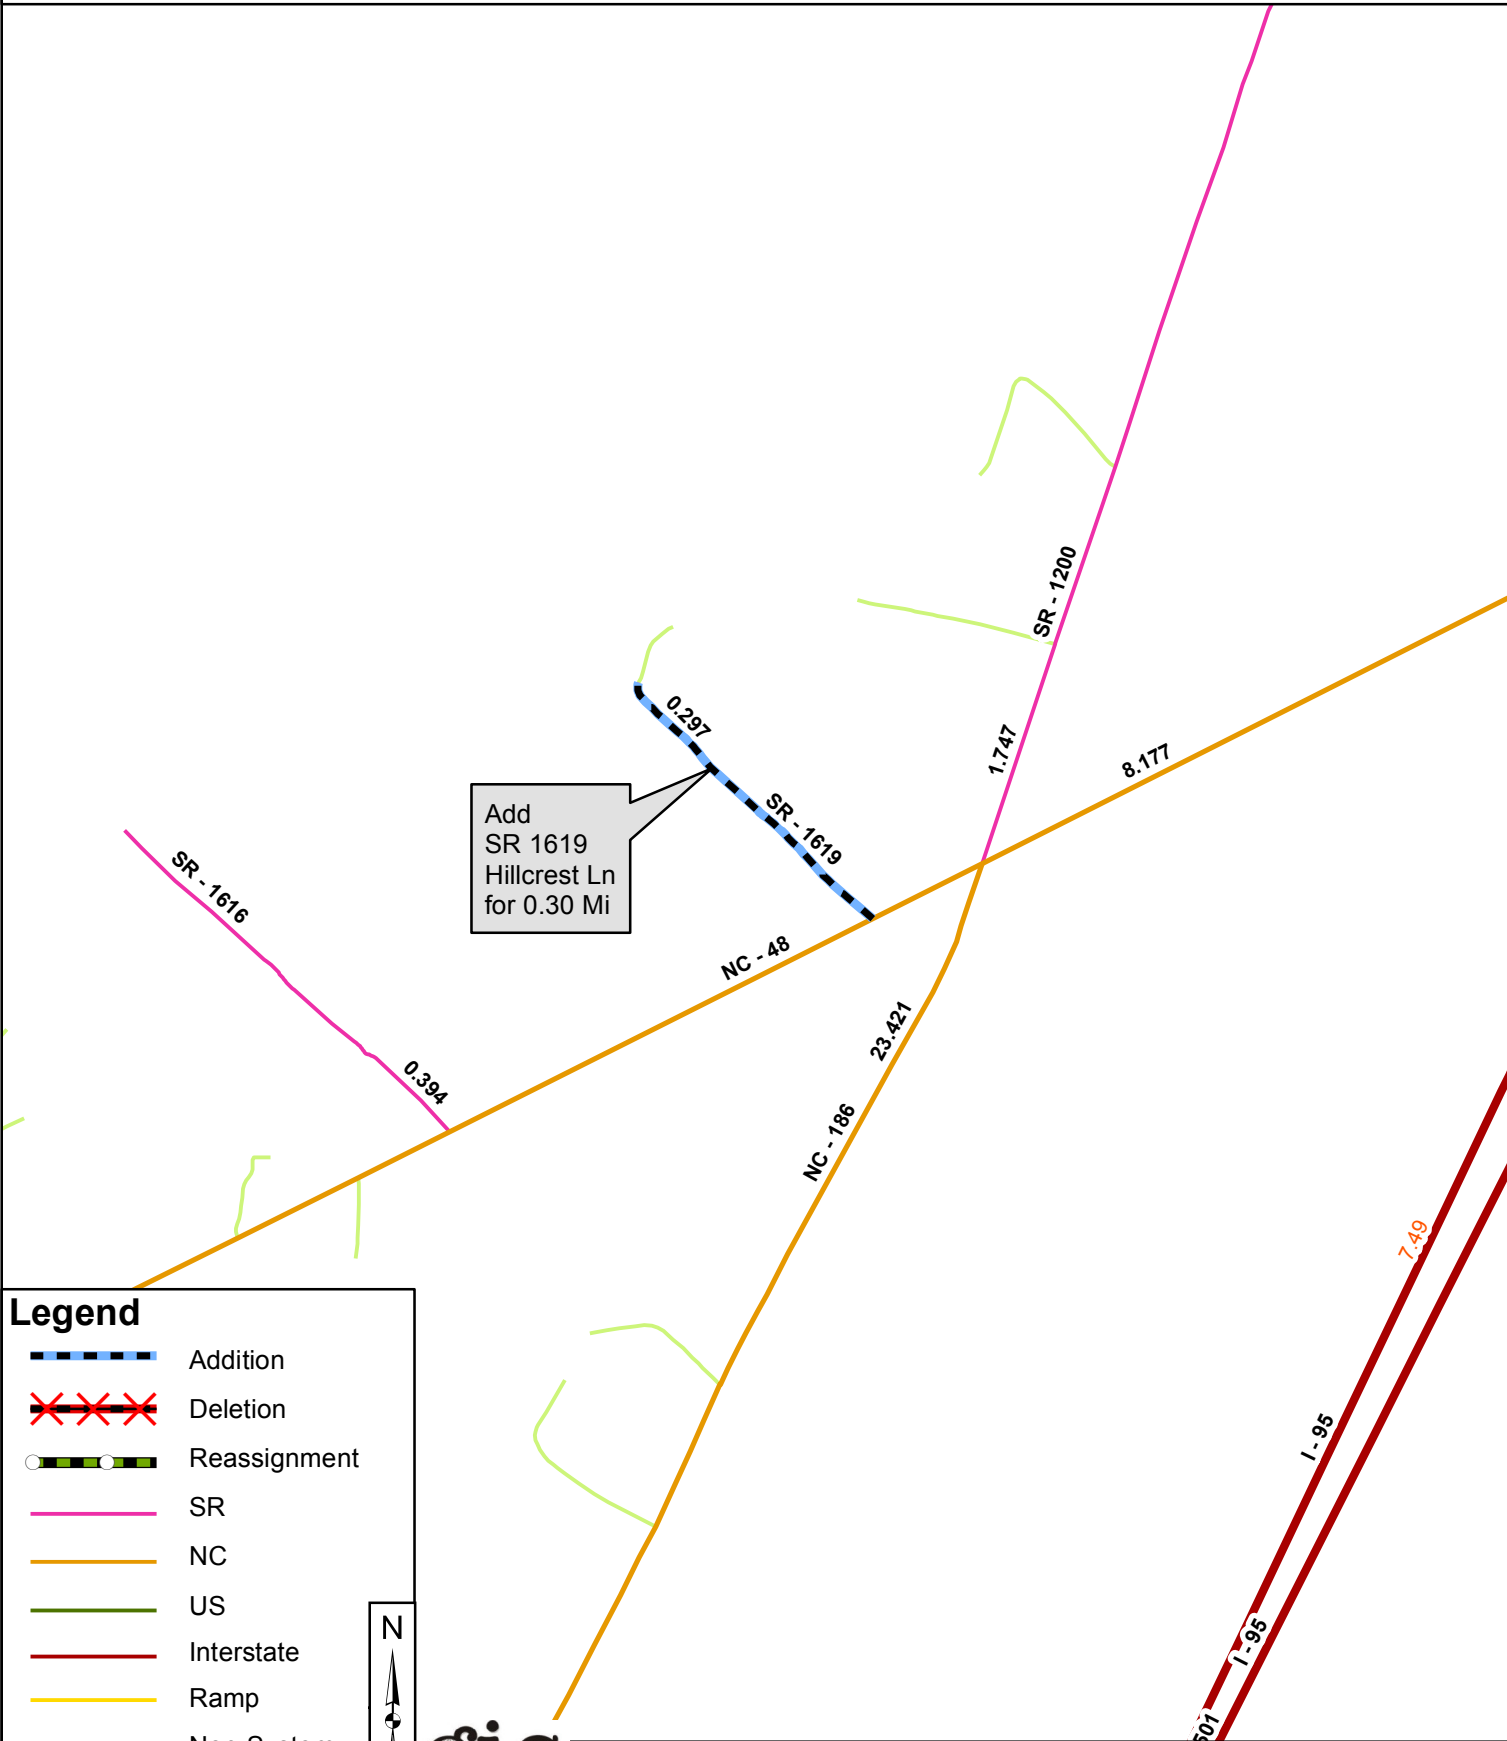 SR - 1200
0.297
1.747
8.177
Add
SR 1619
Hillcrest Ln
for 0.30 Mi
SR - 1619
SR - 1616
NC - 48
23.421
0.394
NC - 186
7.49
I - 95
I - 95
Legend
Addition
Deletion
Reassignment
SR
NC
US
Interstate
Ramp
N